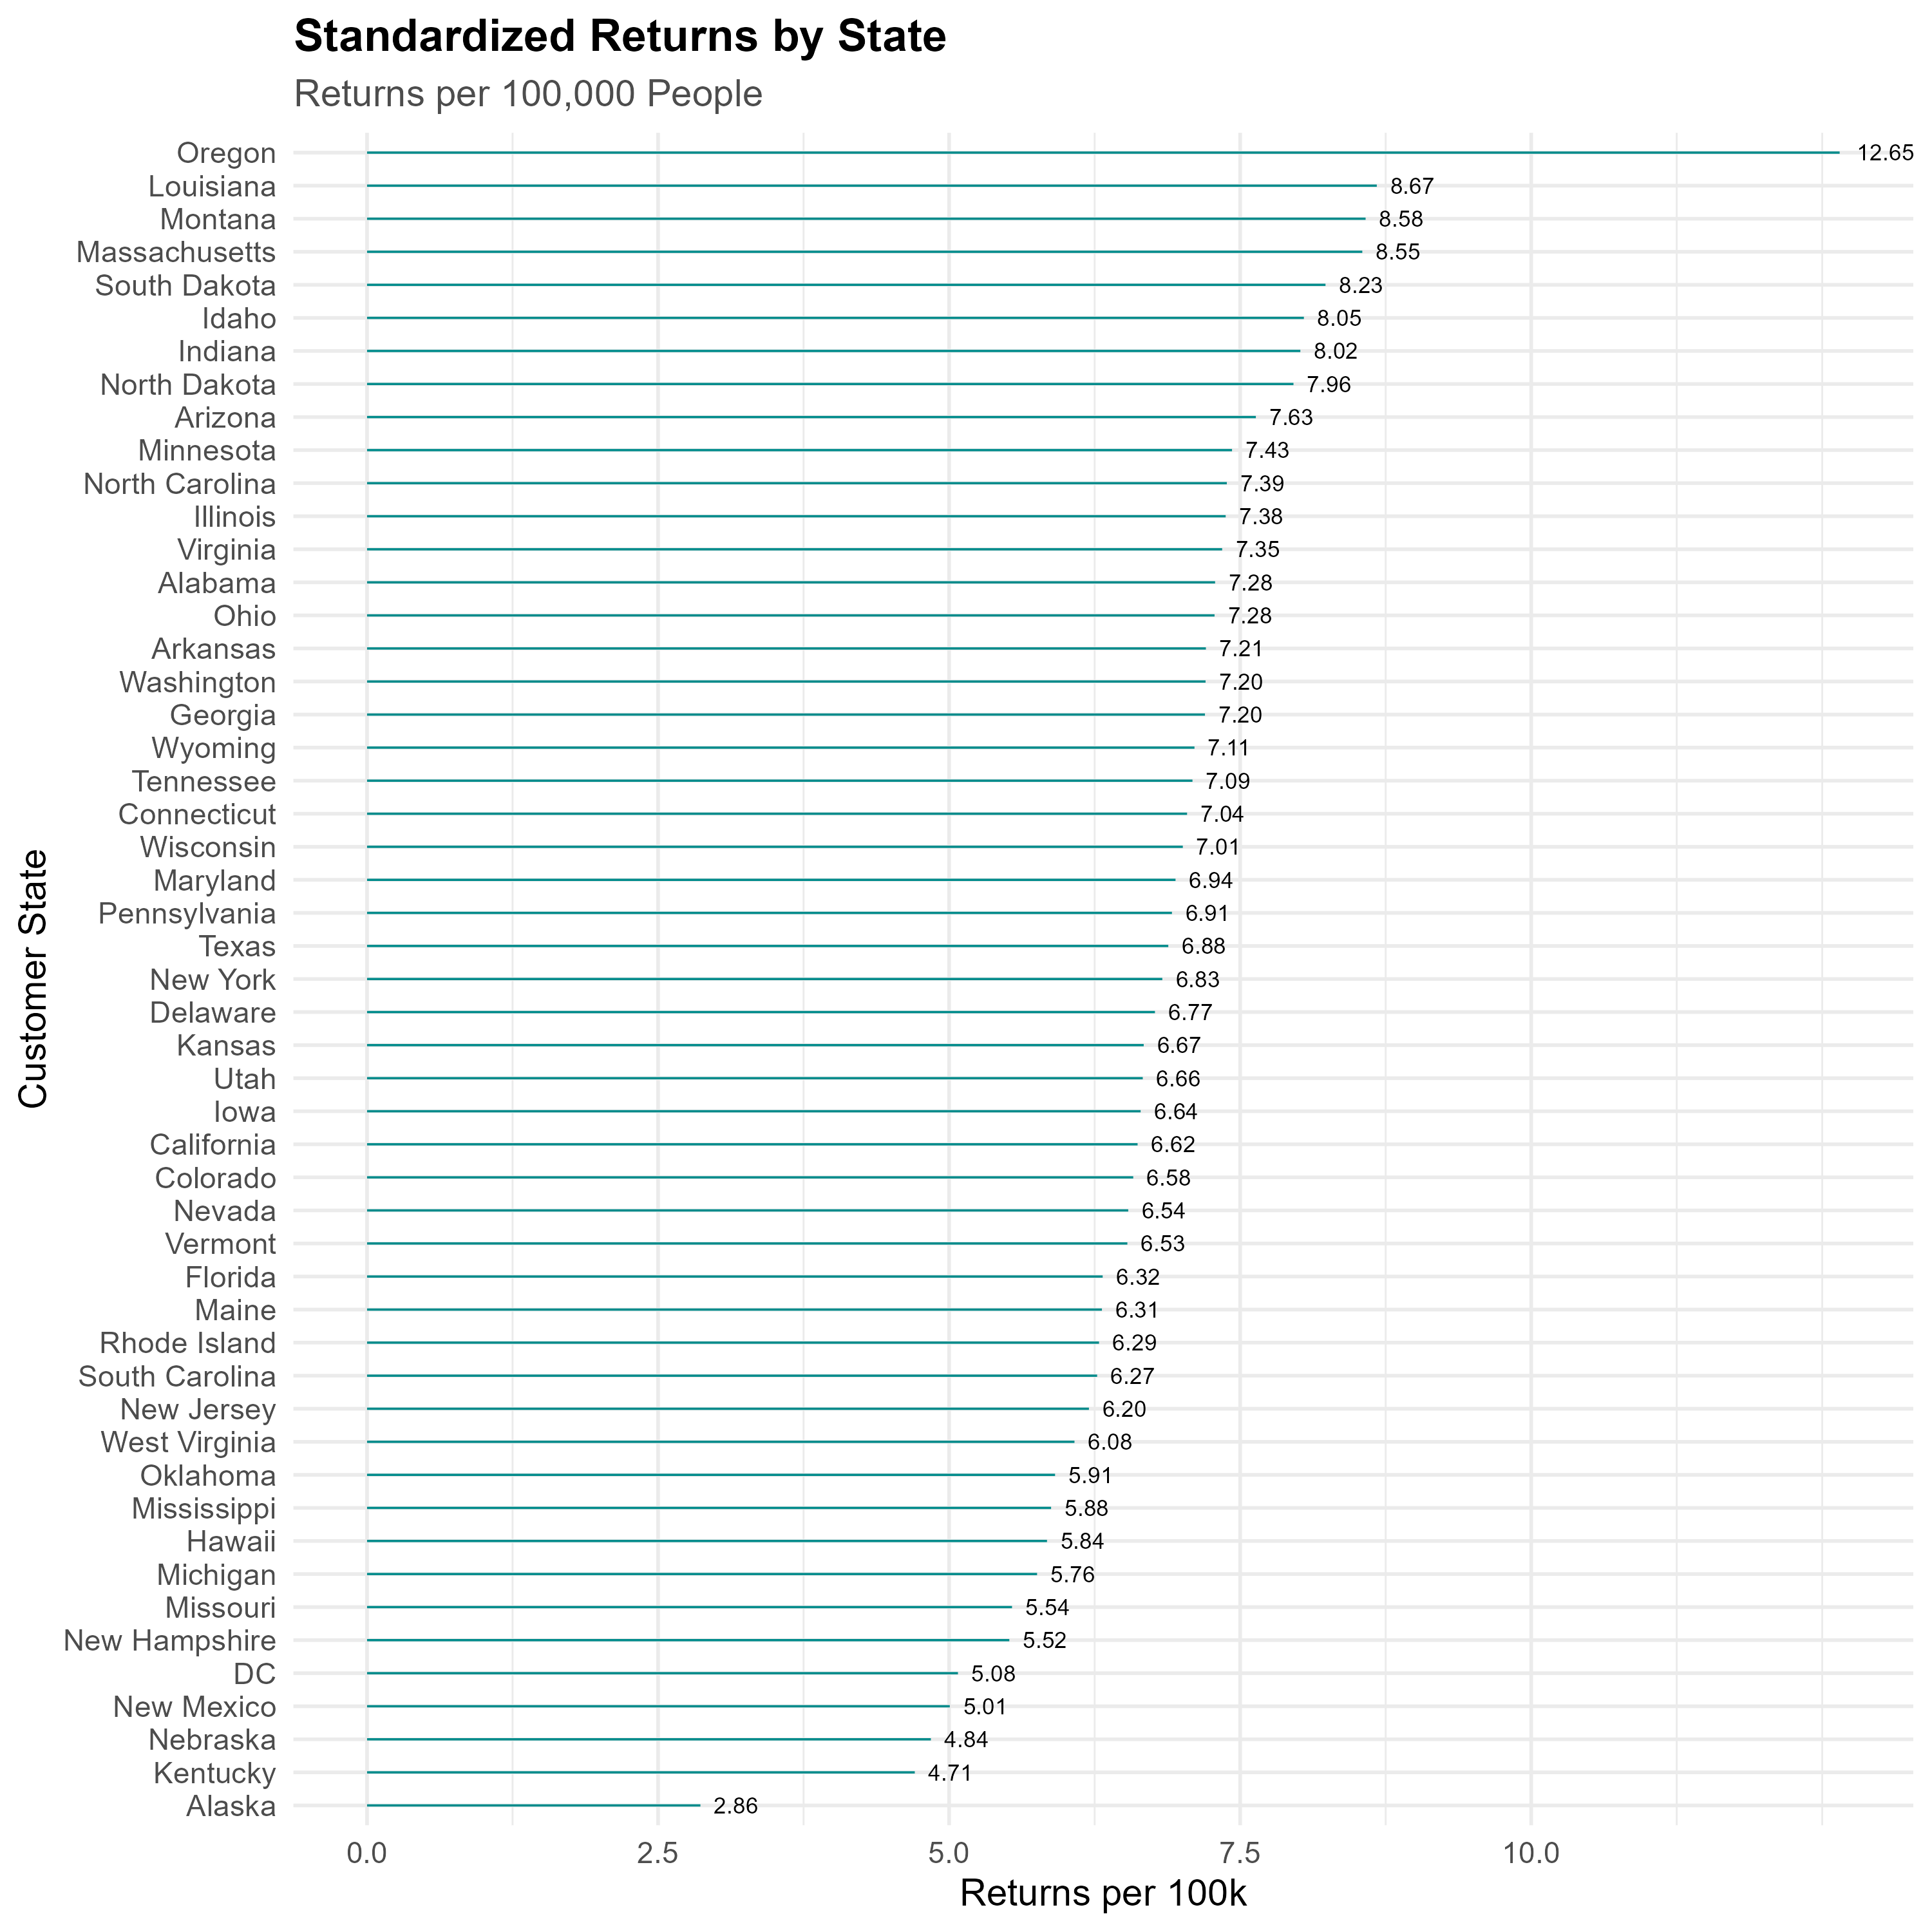 Standardized Returns by State
Returns per 100,000 People
Oregon 12.65
Louisiana 8.67
Montana 8.58
Massachusetts 8.55
South Dakota 8.23
Idaho 8.05
Indiana 8.02
North Dakota 7.96
Arizona 7.63
Minnesota 7.43
North Carolina 7.39
Illinois 7.38
Virginia 7.35
Alabama 7.28
Ohio 7.28
Arkansas 7.21
Washington 7.20
Georgia 7.20
Wyoming 7.11
Tennessee 7.09
Connecticut 7.04
Wisconsin 7.01
Maryland 6.94
Pennsylvania 6.91
Texas 6.88
New York 6.83
Delaware 6.77
Kansas 6.67
Utah 6.66
Iowa 6.64
California 6.62
Colorado 6.58
Nevada 6.54
Vermont 6.53
Florida 6.32
Maine 6.31
Rhode Island 6.29
South Carolina 6.27
New Jersey 6.20
West Virginia 6.08
Oklahoma 5.91
Mississippi 5.88
Hawaii 5.84
Michigan 5.76
Missouri 5.54
New Hampshire 5.52
DC 5.08
New Mexico 5.01
Nebraska 4.84
Kentucky 4.71
Alaska 2.86
Customer State
0.0 2.5 5.0 7.5 10.0
Returns per 100k